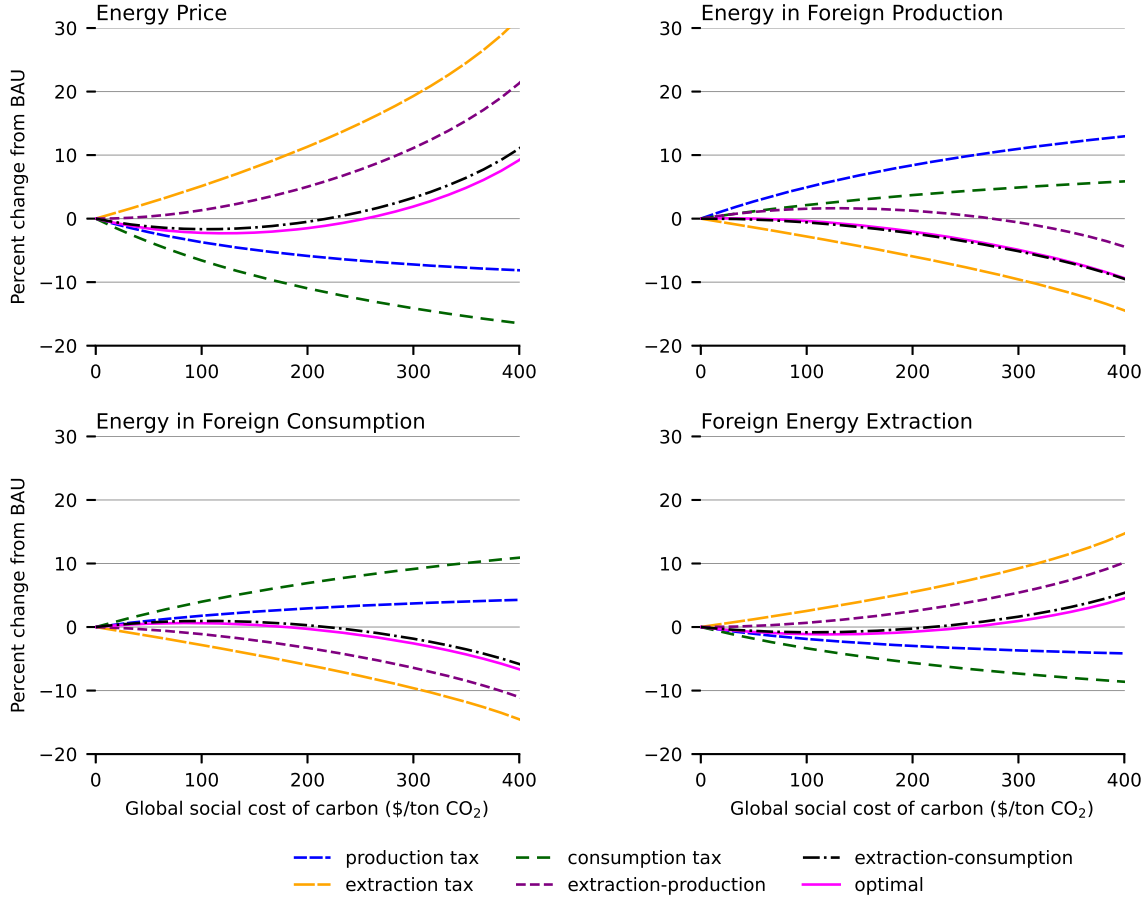 Energy Price
Energy in Foreign Production
Percent change from BAU
30
20
10
0
−10
−20
0 100 200 300 400
30
20
10
0
−10
−20
0 100 200 300 400
Energy in Foreign Consumption
Foreign Energy Extraction
Percent change from BAU
30
20
10
0
−10
−20
0 100 200 300 400
Global social cost of carbon ($/ton CO₂)
30
20
10
0
−10
−20
0 100 200 300 400
Global social cost of carbon ($/ton CO₂)
production tax
consumption tax
extraction-consumption
extraction tax
extraction-production
optimal